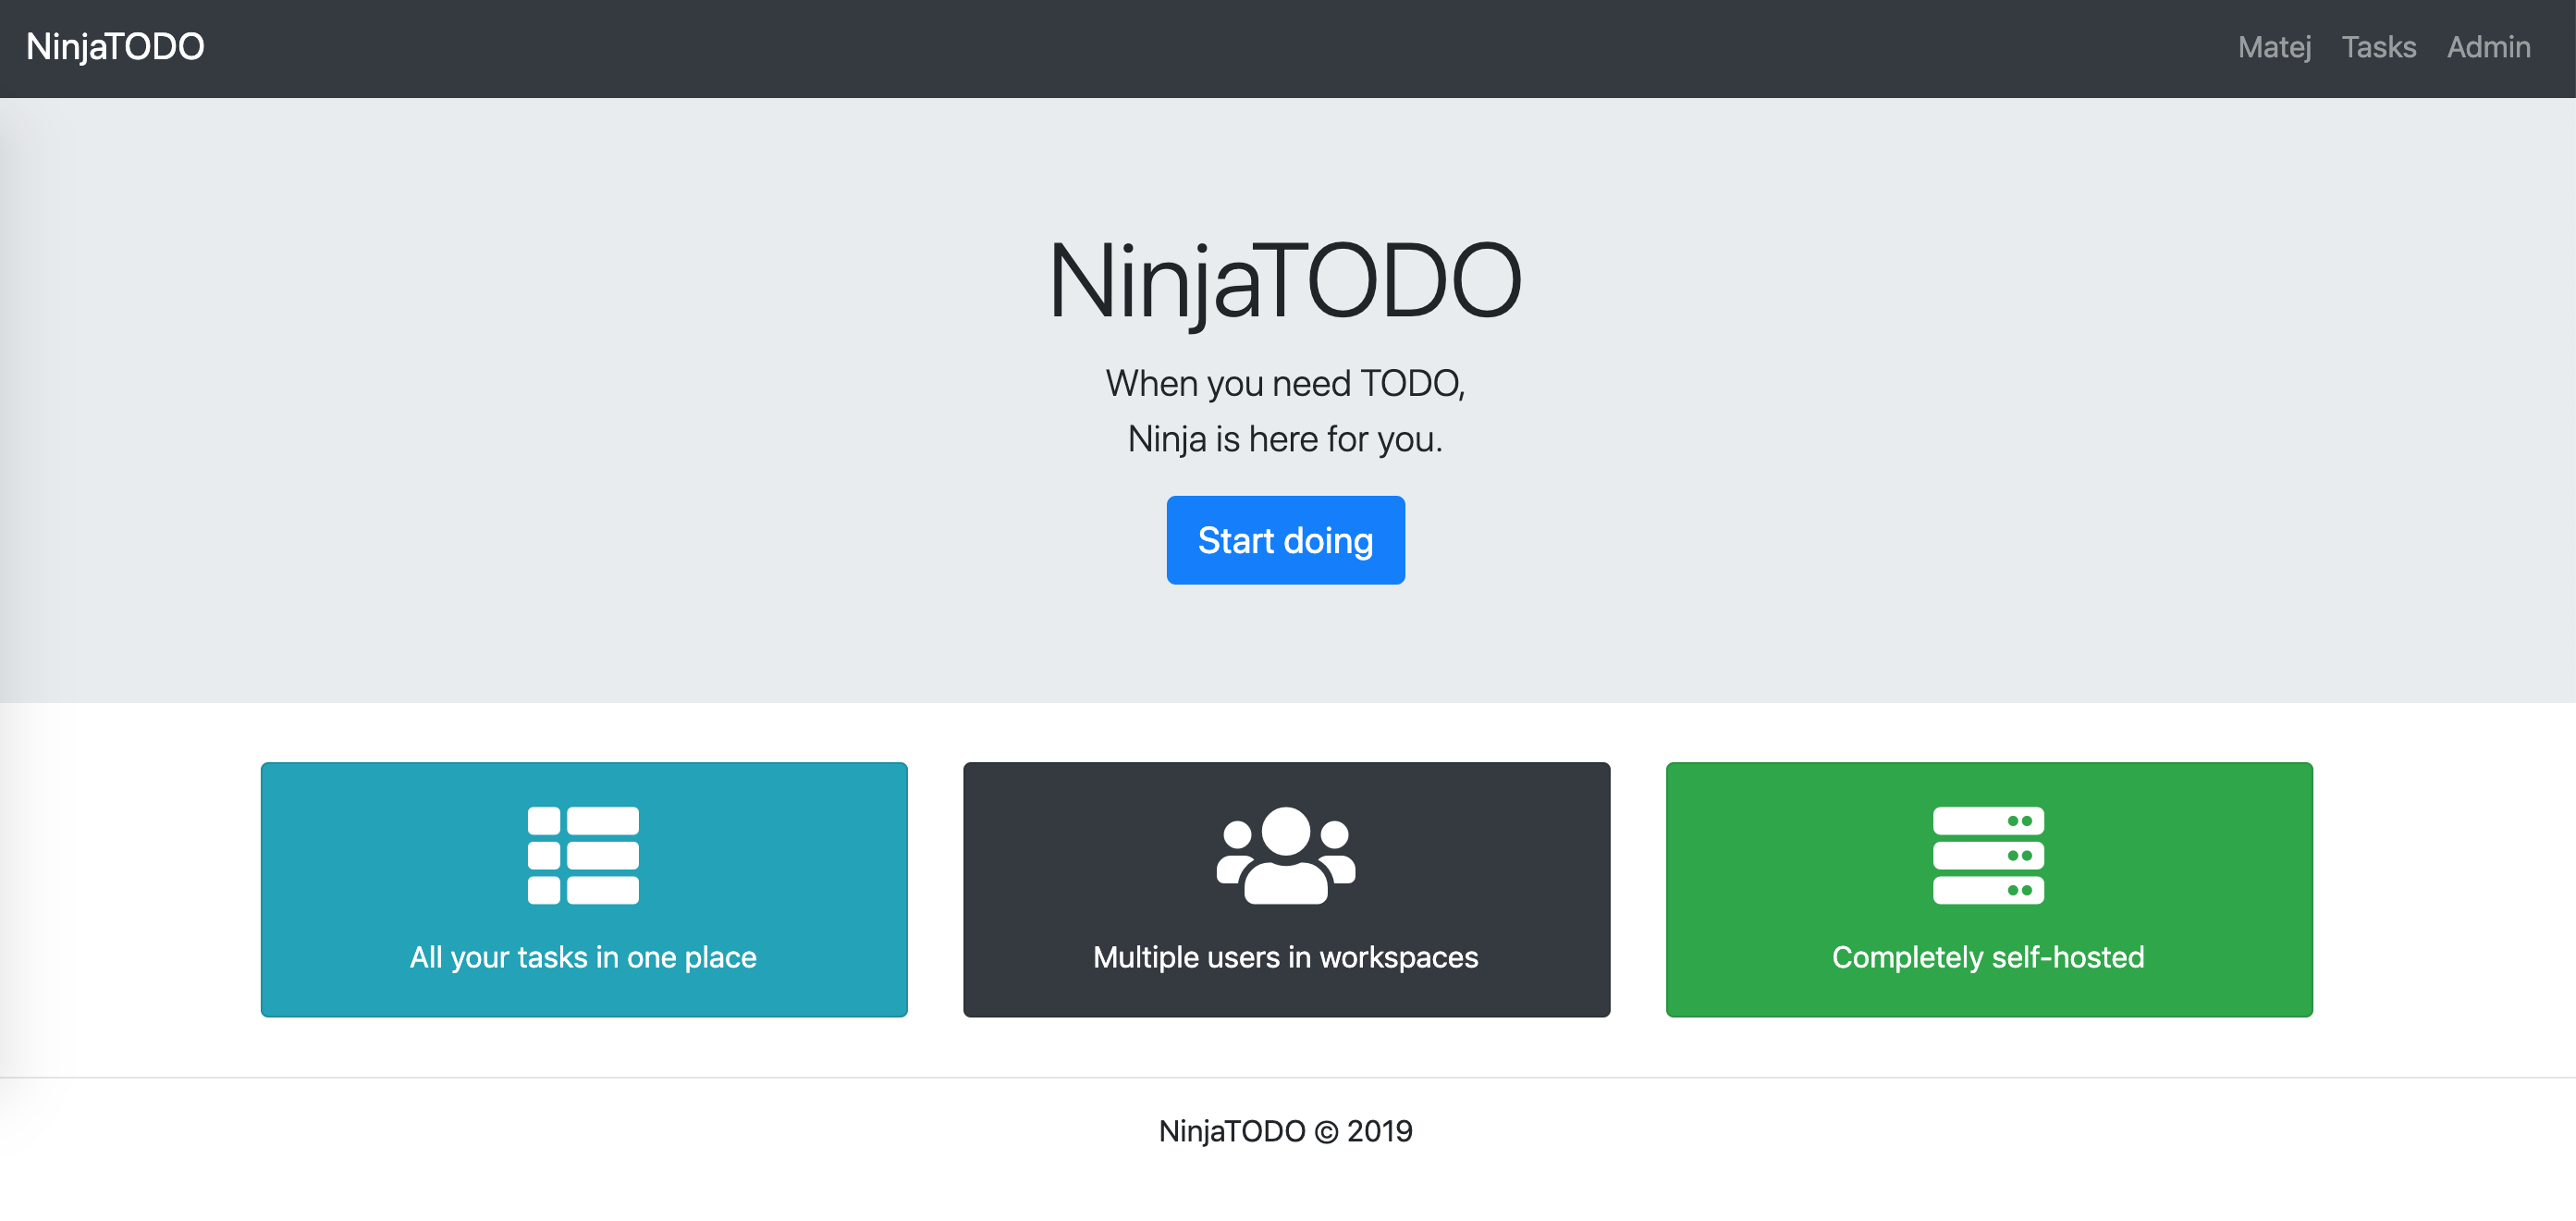 NinjaTODO
Matej Tasks Admin
NinjaTODO
When you need TODO,
Ninja is here for you.
Start doing
All your tasks in one place
Multiple users in workspaces
Completely self-hosted
NinjaTODO © 2019